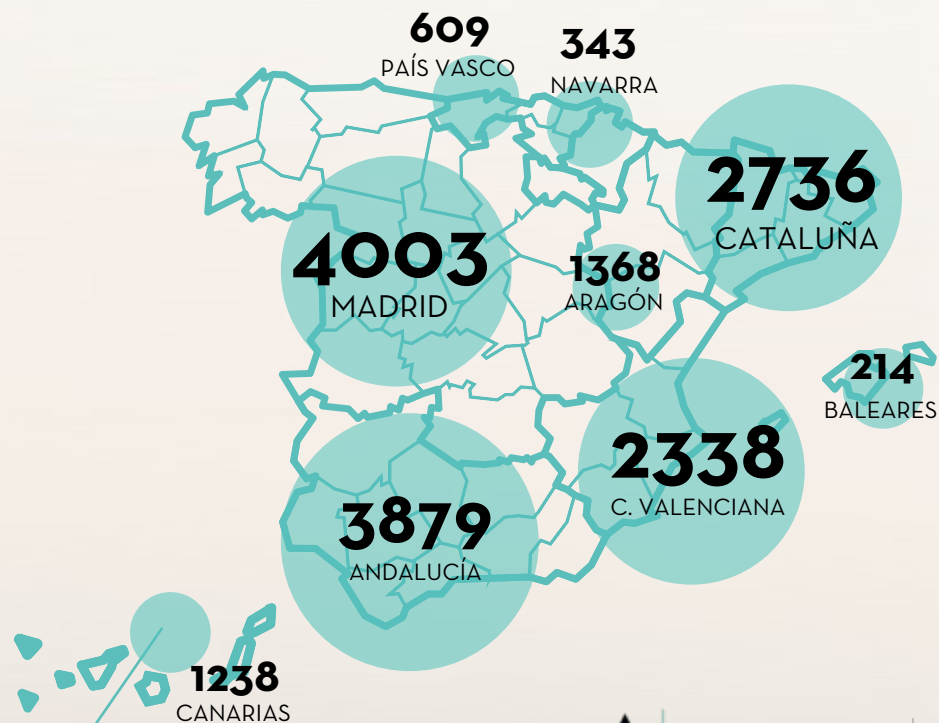 609
PAÍS VASCO
343
NAVARRA
2736
CATALUÑA
4003
MADRID
1368
ARAGÓN
214
BALEARES
2338
C. VALENCIANA
3879
ANDALUCÍA
1238
CANARIAS